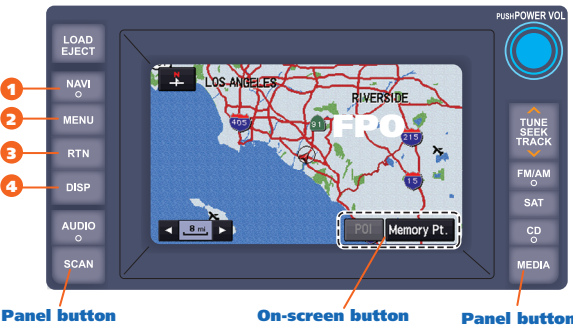 PUSH POWER VOL
LOAD
EJECT
1 NAVI
2 MENU
3 RTN
4 DISP
AUDIO
SCAN
N
LOS ANGELES
RIVERSIDE
FPO
405
91
215
15
8 mi
POI
Memory Pt.
TUNE
SEEK
TRACK
FM/AM
SAT
CD
MEDIA
Panel button
On-screen button
Panel button